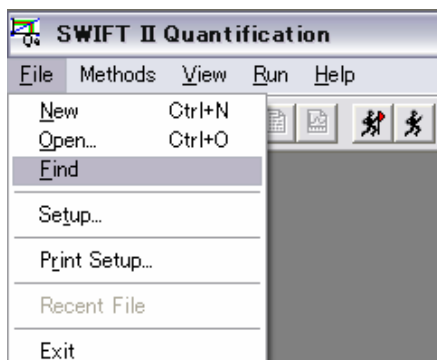 SWIFT II Quantification
File Methods View Run Help
New Ctrl+N
Open... Ctrl+O
Find
Setup...
Print Setup...
Recent File
Exit